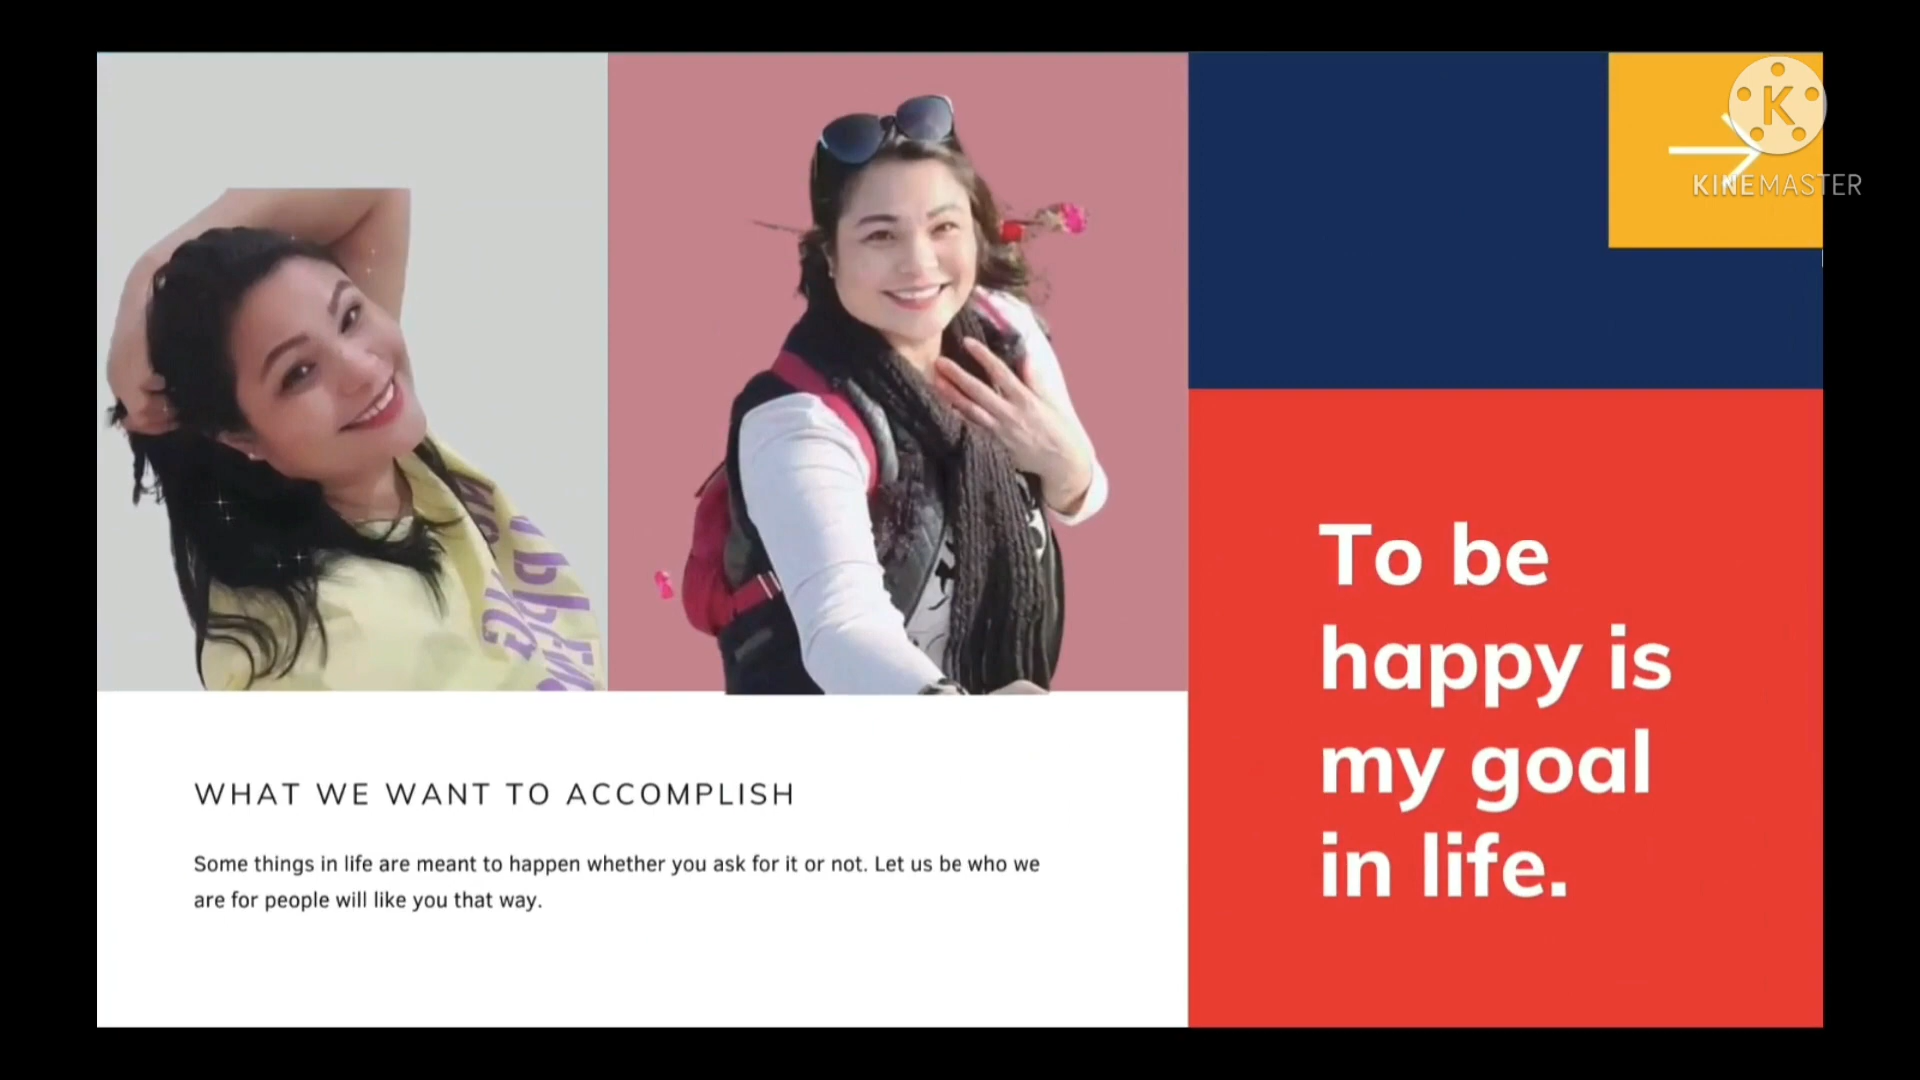 K
KINEMASTER
To be
happy is
my goal
in life.
WHAT WE WANT TO ACCOMPLISH
Some things in life are meant to happen whether you ask for it or not. Let us be who we
are for people will like you that way.